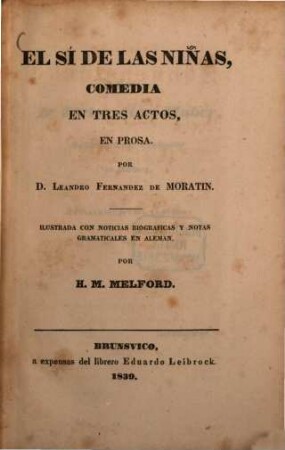 EL SÍ DE LAS NIÑAS,
COMEDIA
EN TRES ACTOS,
EN PROSA.
POR
D. LEANDRO FERNANDEZ DE MORATIN.
ILUSTRADA CON NOTICIAS BIOGRAFICAS Y NOTAS
GRAMATICALES EN ALEMAN,
POR
H. M. MELFORD.
BRUNSVICO,
a expensas del librero Eduardo Leibrock.
1839.